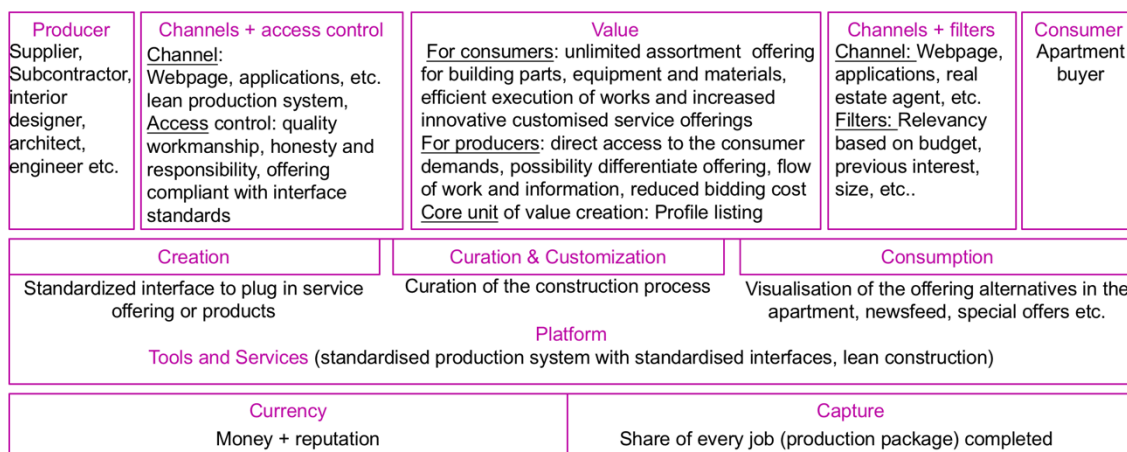 Producer
Supplier,
Subcontractor,
interior
designer,
architect,
engineer etc.
Channels + access control
Channel:
Webpage, applications, etc.
lean production system,
Access control: quality
workmanship, honesty and
responsibility, offering
compliant with interface
standards
Value
For consumers: unlimited assortment offering
for building parts, equipment and materials,
efficient execution of works and increased
innovative customised service offerings
For producers: direct access to the consumer
demands, possibility differentiate offering, flow
of work and information, reduced bidding cost
Core unit of value creation: Profile listing
Channels + filters
Channel: Webpage,
applications, real
estate agent, etc.
Filters: Relevancy
based on budget,
previous interest,
size, etc..
Consumer
Apartment
buyer
Creation
Standardized interface to plug in service
offering or products
Curation & Customization
Curation of the construction process
Consumption
Visualisation of the offering alternatives in the
apartment, newsfeed, special offers etc.
Platform
Tools and Services (standardised production system with standardised interfaces, lean construction)
Currency
Money + reputation
Capture
Share of every job (production package) completed